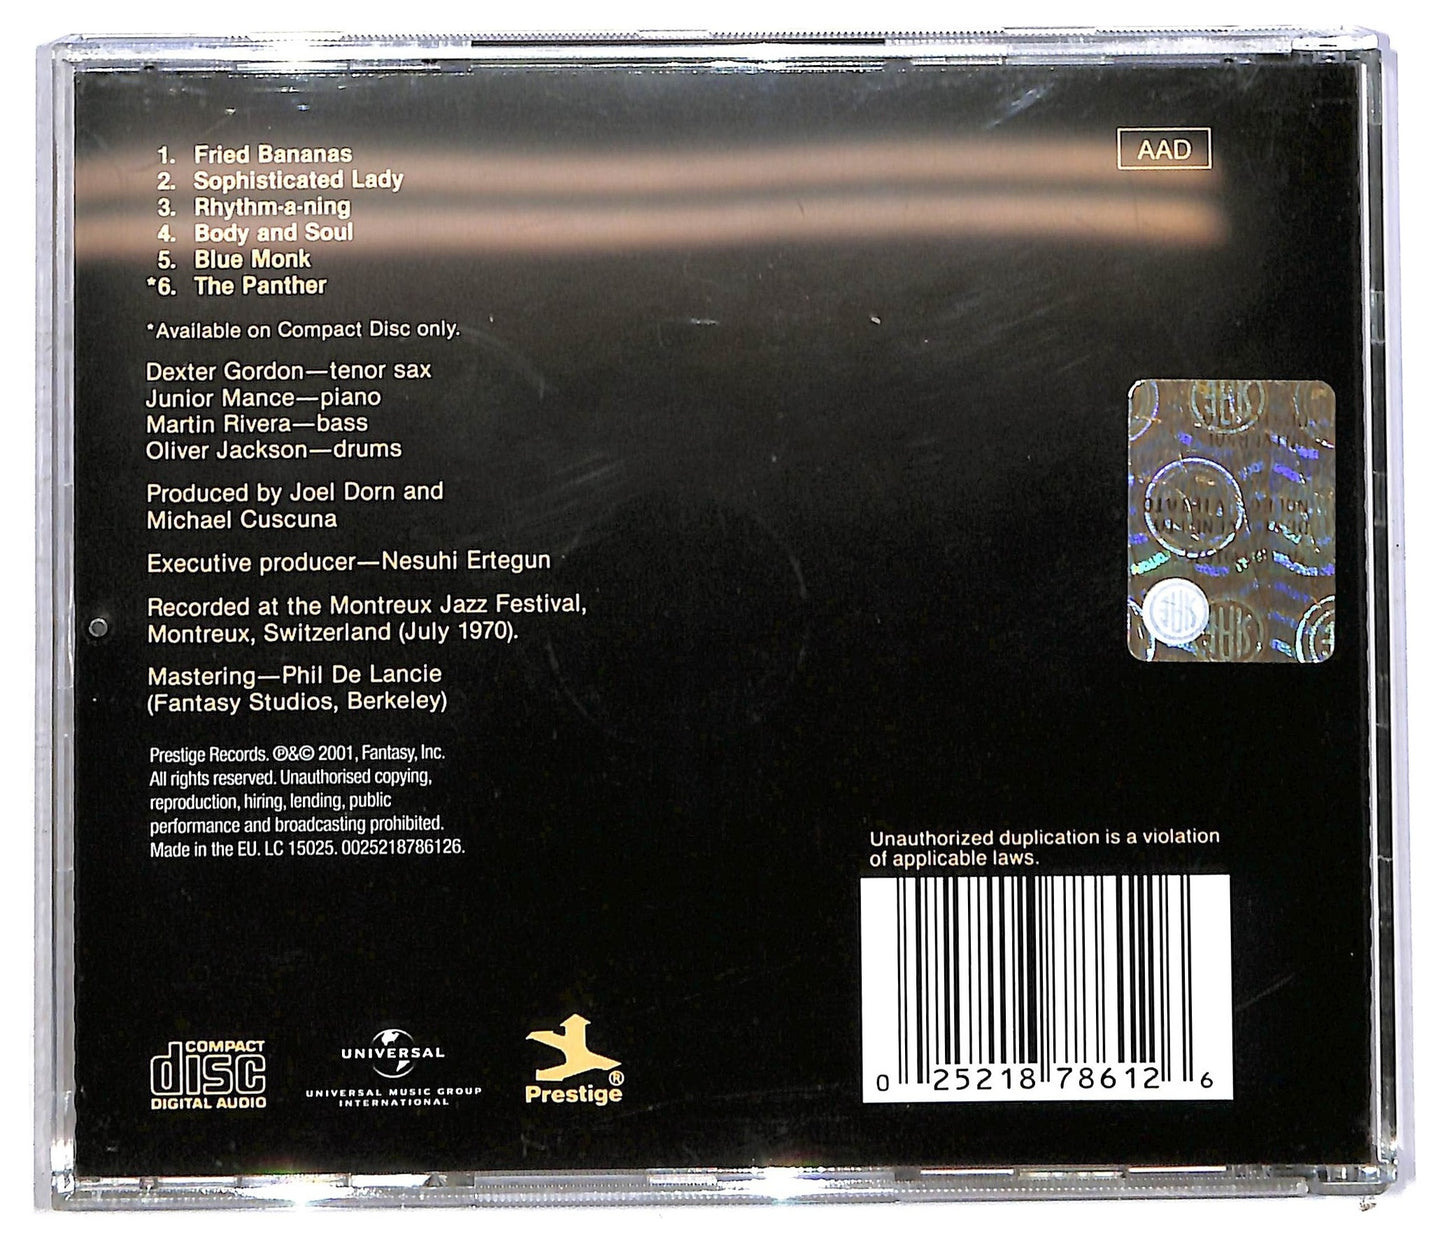 1. Fried Bananas
2. Sophisticated Lady
3. Rhythm-a-ning
4. Body and Soul
5. Blue Monk
*6. The Panther
*Available on Compact Disc only.
Dexter Gordon—tenor sax
Junior Mance—piano
Martin Rivera—bass
Oliver Jackson—drums
Produced by Joel Dorn and
Michael Cuscuna
Executive producer—Nesuhi Ertegun
Recorded at the Montreux Jazz Festival,
Montreux, Switzerland (July 1970).
Mastering—Phil De Lancie
(Fantasy Studios, Berkeley)
Prestige Records. ℗&© 2001, Fantasy, Inc.
All rights reserved. Unauthorised copying,
reproduction, hiring, lending, public
performance and broadcasting prohibited.
Made in the EU. LC 15025. 0025218786126.
COMPACT
disc
DIGITAL AUDIO
UNIVERSAL
UNIVERSAL MUSIC GROUP
INTERNATIONAL
Prestige®
AAD
SIAE
Unauthorized duplication is a violation
of applicable laws.
0 25218 78612 6